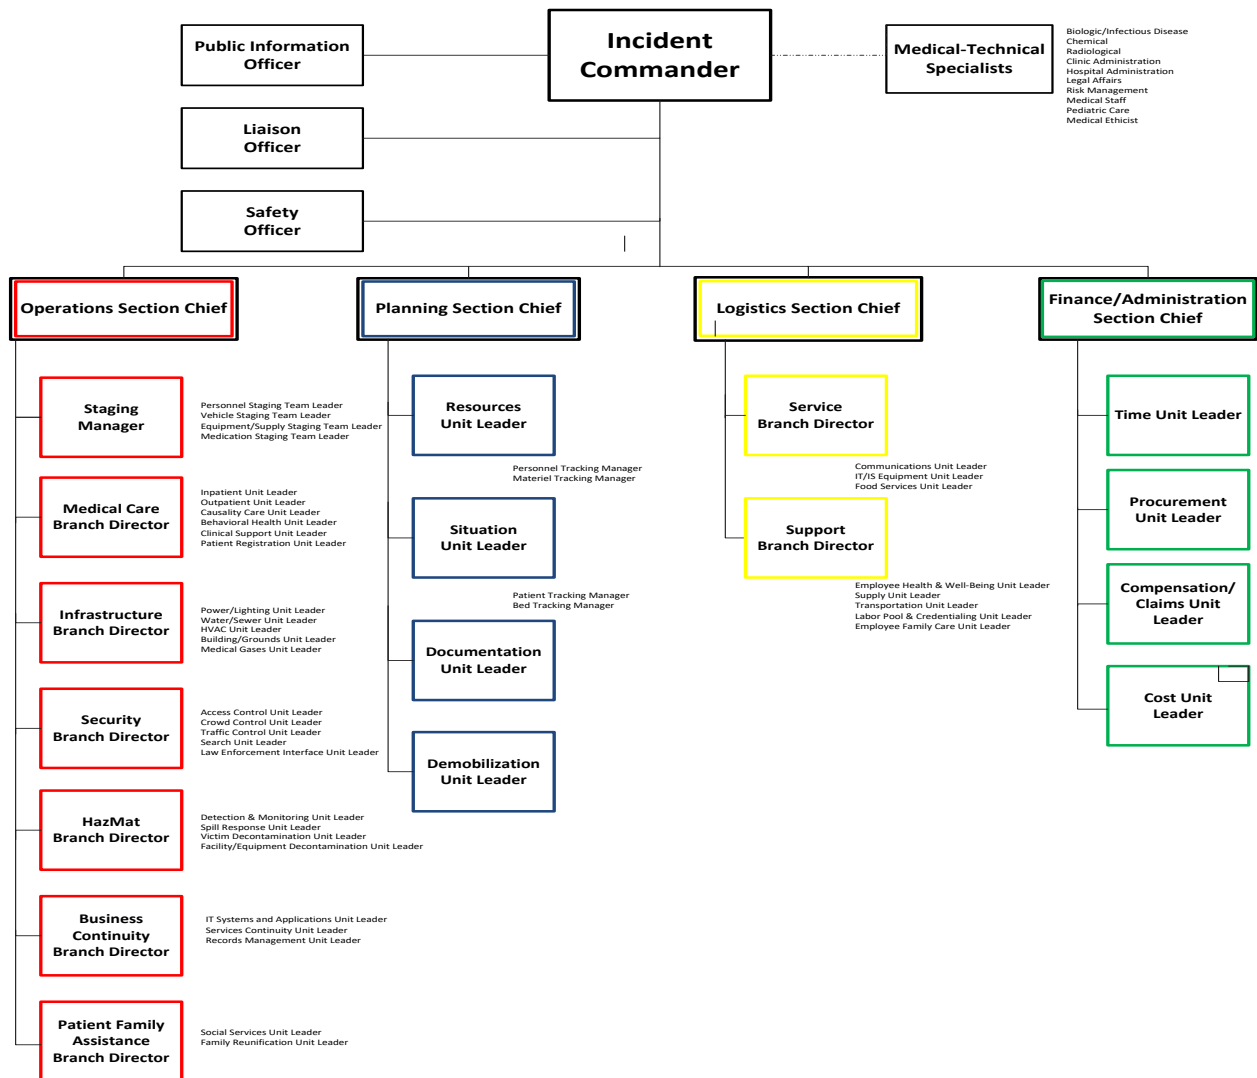 Public Information
Officer
Incident
Commander
Medical-Technical
Specialists
Biologic/Infectious Disease
Chemical
Radiological
Clinic Administration
Hospital Administration
Legal Affairs
Risk Management
Medical Staff
Pediatric Care
Medical Ethicist
Liaison
Officer
Safety
Officer
Operations Section Chief
Planning Section Chief
Logistics Section Chief
Finance/Administration
Section Chief
Staging
Manager
Personnel Staging Team Leader
Vehicle Staging Team Leader
Equipment/Supply Staging Team Leader
Medication Staging Team Leader
Medical Care
Branch Director
Inpatient Unit Leader
Outpatient Unit Leader
Causality Care Unit Leader
Behavioral Health Unit Leader
Clinical Support Unit Leader
Patient Registration Unit Leader
Infrastructure
Branch Director
Power/Lighting Unit Leader
Water/Sewer Unit Leader
HVAC Unit Leader
Building/Grounds Unit Leader
Medical Gases Unit Leader
Security
Branch Director
Access Control Unit Leader
Crowd Control Unit Leader
Traffic Control Unit Leader
Search Unit Leader
Law Enforcement Interface Unit Leader
HazMat
Branch Director
Detection & Monitoring Unit Leader
Spill Response Unit Leader
Victim Decontamination Unit Leader
Facility/Equipment Decontamination Unit Leader
Business
Continuity
Branch Director
IT Systems and Applications Unit Leader
Services Continuity Unit Leader
Records Management Unit Leader
Patient Family
Assistance
Branch Director
Social Services Unit Leader
Family Reunification Unit Leader
Resources
Unit Leader
Personnel Tracking Manager
Materiel Tracking Manager
Situation
Unit Leader
Patient Tracking Manager
Bed Tracking Manager
Documentation
Unit Leader
Demobilization
Unit Leader
Service
Branch Director
Communications Unit Leader
IT/IS Equipment Unit Leader
Food Services Unit Leader
Support
Branch Director
Employee Health & Well-Being Unit Leader
Supply Unit Leader
Transportation Unit Leader
Labor Pool & Credentialing Unit Leader
Employee Family Care Unit Leader
Time Unit Leader
Procurement
Unit Leader
Compensation/
Claims Unit
Leader
Cost Unit
Leader